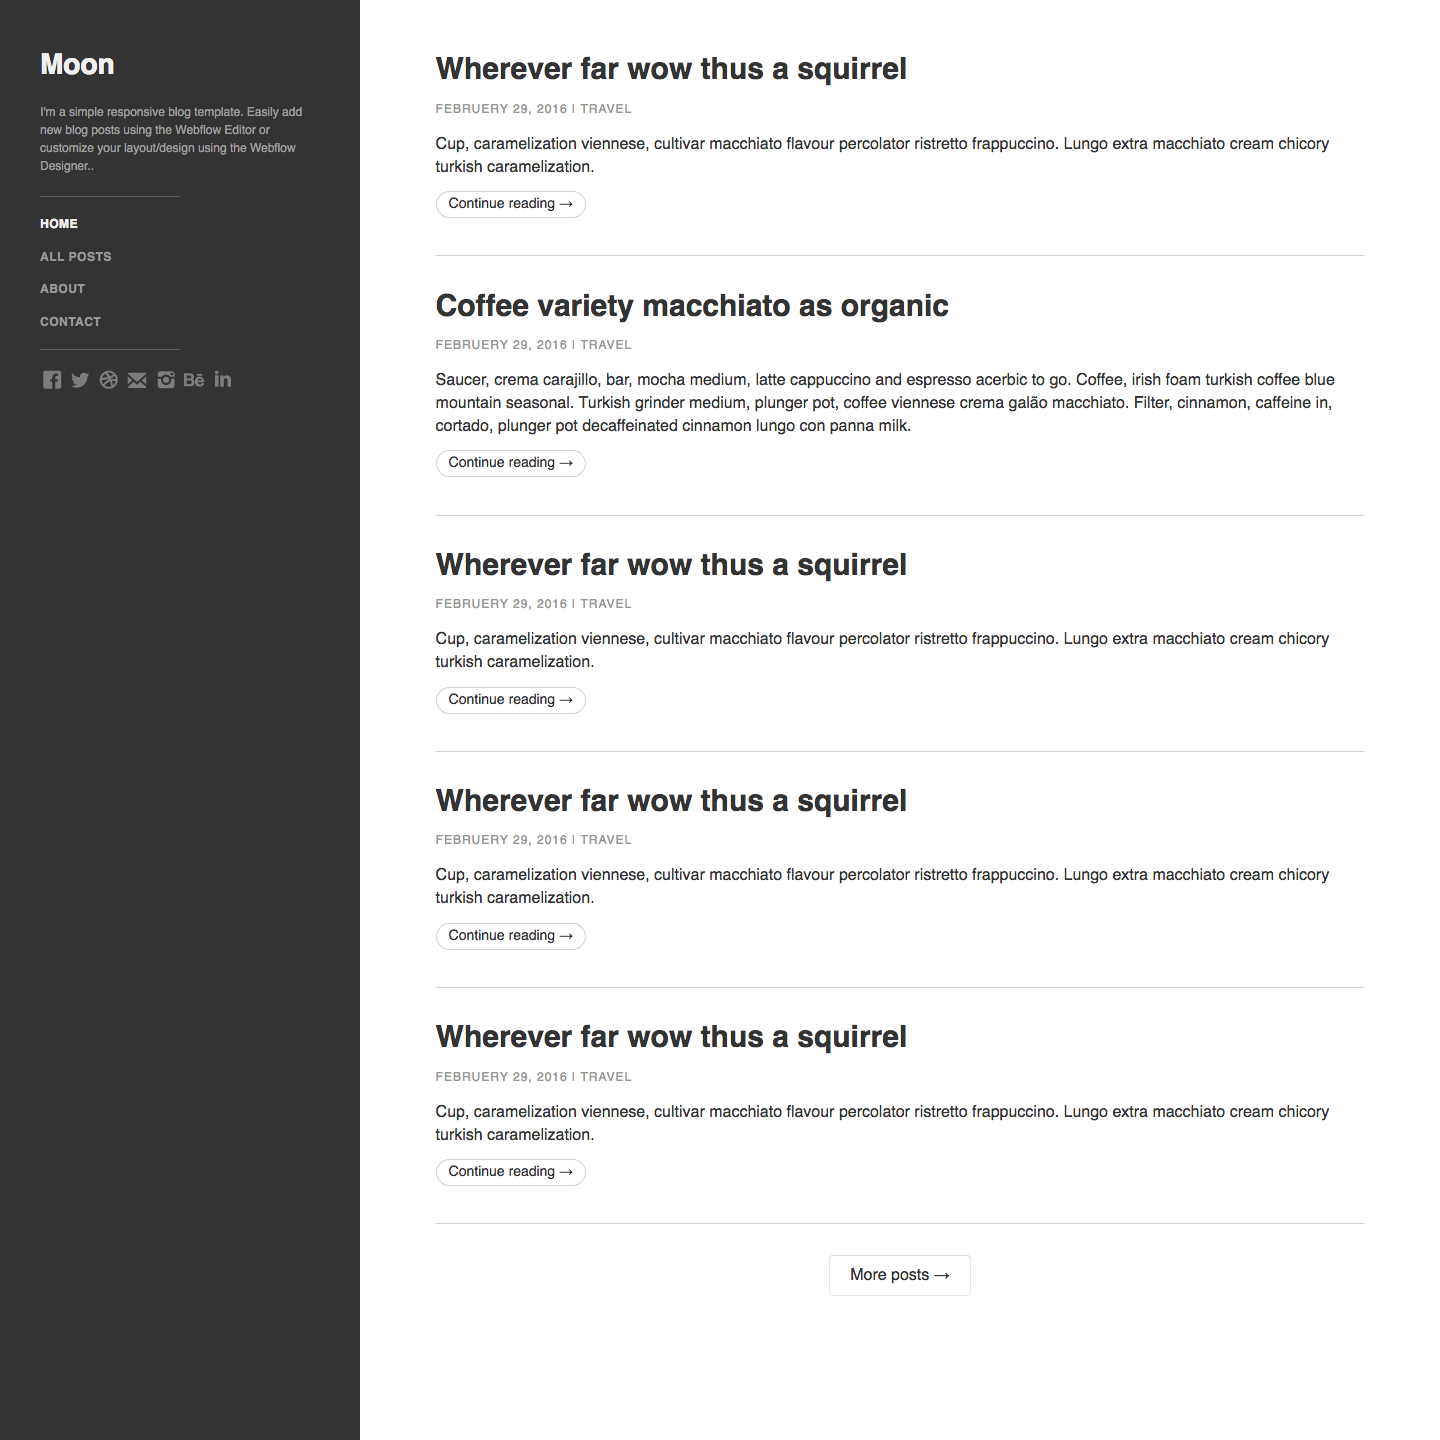 Moon
I'm a simple responsive blog template. Easily add
new blog posts using the Webflow Editor or
customize your layout/design using the Webflow
Designer..
HOME
ALL POSTS
ABOUT
CONTACT
Bē in
Wherever far wow thus a squirrel
FEBRUERY 29, 2016 | TRAVEL
Cup, caramelization viennese, cultivar macchiato flavour percolator ristretto frappuccino. Lungo extra macchiato cream chicory
turkish caramelization.
Continue reading →
Coffee variety macchiato as organic
FEBRUERY 29, 2016 | TRAVEL
Saucer, crema carajillo, bar, mocha medium, latte cappuccino and espresso acerbic to go. Coffee, irish foam turkish coffee blue
mountain seasonal. Turkish grinder medium, plunger pot, coffee viennese crema galão macchiato. Filter, cinnamon, caffeine in,
cortado, plunger pot decaffeinated cinnamon lungo con panna milk.
Continue reading →
Wherever far wow thus a squirrel
FEBRUERY 29, 2016 | TRAVEL
Cup, caramelization viennese, cultivar macchiato flavour percolator ristretto frappuccino. Lungo extra macchiato cream chicory
turkish caramelization.
Continue reading →
Wherever far wow thus a squirrel
FEBRUERY 29, 2016 | TRAVEL
Cup, caramelization viennese, cultivar macchiato flavour percolator ristretto frappuccino. Lungo extra macchiato cream chicory
turkish caramelization.
Continue reading →
Wherever far wow thus a squirrel
FEBRUERY 29, 2016 | TRAVEL
Cup, caramelization viennese, cultivar macchiato flavour percolator ristretto frappuccino. Lungo extra macchiato cream chicory
turkish caramelization.
Continue reading →
More posts →